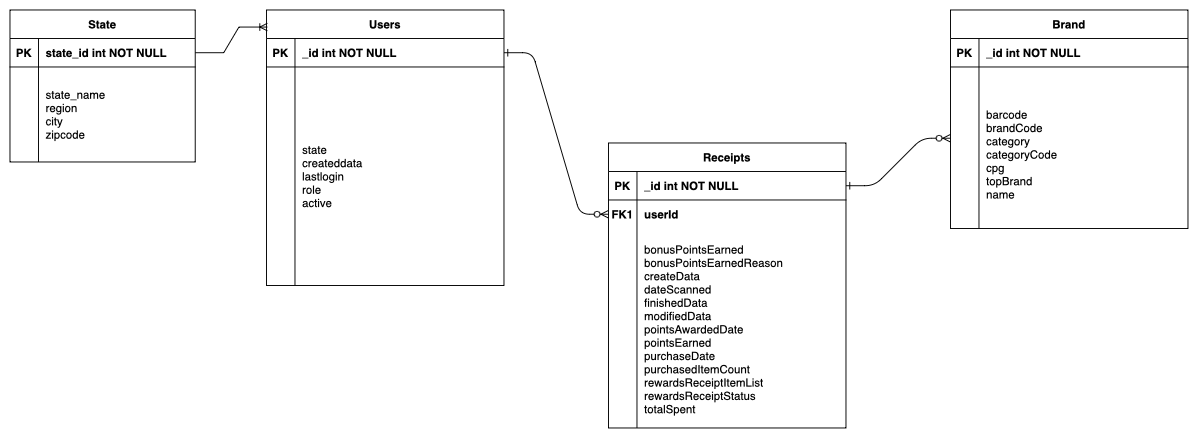 State
PK state_id int NOT NULL
state_name
region
city
zipcode
Users
PK _id int NOT NULL
state
createddata
lastlogin
role
active
Receipts
PK _id int NOT NULL
FK1 userId
bonusPointsEarned
bonusPointsEarnedReason
createData
dateScanned
finishedData
modifiedData
pointsAwardedDate
pointsEarned
purchaseDate
purchasedItemCount
rewardsReceiptItemList
rewardsReceiptStatus
totalSpent
Brand
PK _id int NOT NULL
barcode
brandCode
category
categoryCode
cpg
topBrand
name